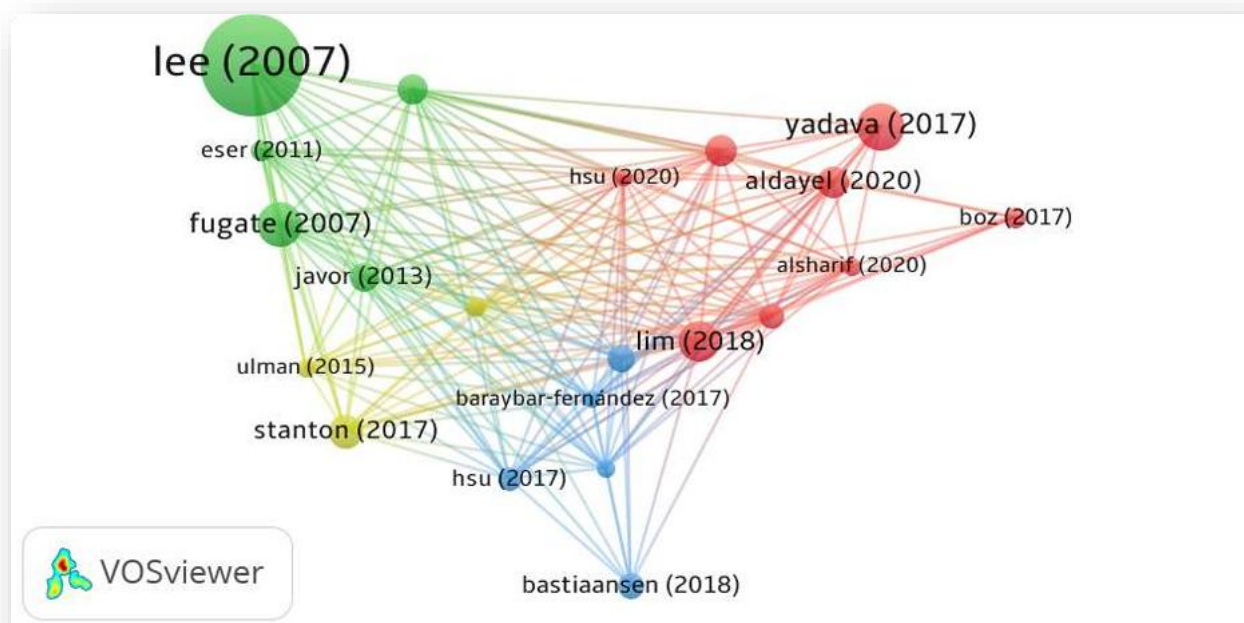 lee (2007)
yadava (2017)
eser (2011)
hsu (2020)
aldayel (2020)
fugate (2007)
boz (2017)
javor (2013)
alsharif (2020)
lim (2018)
ulman (2015)
baraybar-fernández (2017)
stanton (2017)
hsu (2017)
bastiaansen (2018)
VOSviewer